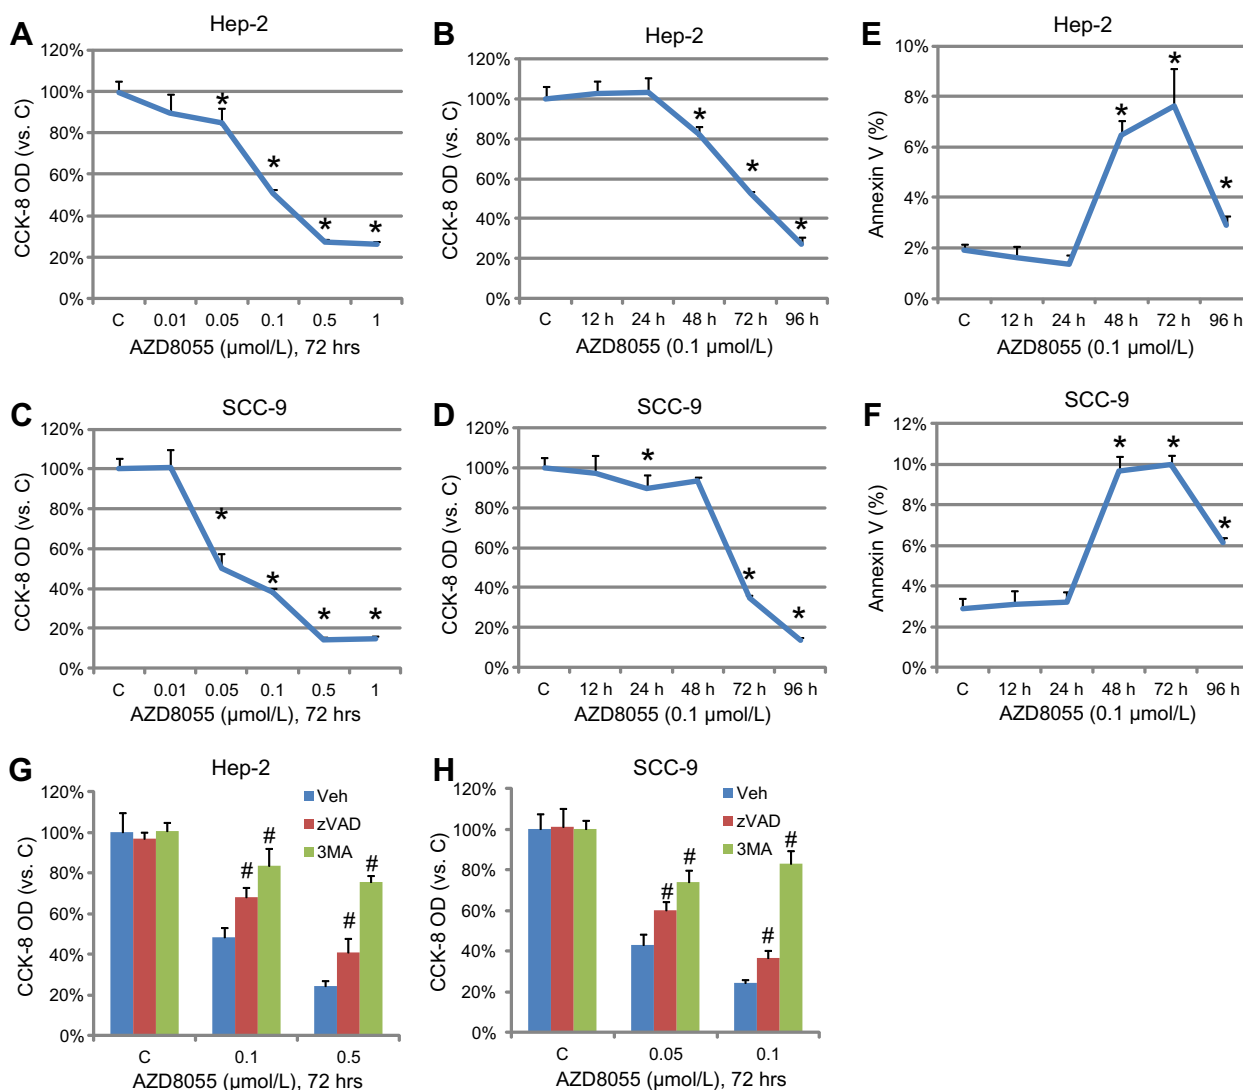 A
Hep-2
CCK-8 OD (vs. C)
120%
100%
80%
60%
40%
20%
0%
* * * *
C 0.01 0.05 0.1 0.5 1
AZD8055 (μmol/L), 72 hrs
B
Hep-2
CCK-8 OD (vs. C)
120%
100%
80%
60%
40%
20%
0%
* * *
C 12 h 24 h 48 h 72 h 96 h
AZD8055 (0.1 μmol/L)
E
Hep-2
Annexin V (%)
10%
8%
6%
4%
2%
0%
* * *
C 12 h 24 h 48 h 72 h 96 h
AZD8055 (0.1 μmol/L)
C
SCC-9
CCK-8 OD (vs. C)
120%
100%
80%
60%
40%
20%
0%
* * * *
C 0.01 0.05 0.1 0.5 1
AZD8055 (μmol/L), 72 hrs
D
SCC-9
CCK-8 OD (vs. C)
120%
100%
80%
60%
40%
20%
0%
* * *
C 12 h 24 h 48 h 72 h 96 h
AZD8055 (0.1 μmol/L)
F
SCC-9
Annexin V (%)
12%
10%
8%
6%
4%
2%
0%
* * *
C 12 h 24 h 48 h 72 h 96 h
AZD8055 (0.1 μmol/L)
G
Hep-2
CCK-8 OD (vs. C)
120%
100%
80%
60%
40%
20%
0%
Veh
zVAD
3MA
# # # #
C 0.1 0.5
AZD8055 (μmol/L), 72 hrs
H
SCC-9
CCK-8 OD (vs. C)
120%
100%
80%
60%
40%
20%
0%
Veh
zVAD
3MA
# # # #
C 0.05 0.1
AZD8055 (μmol/L), 72 hrs